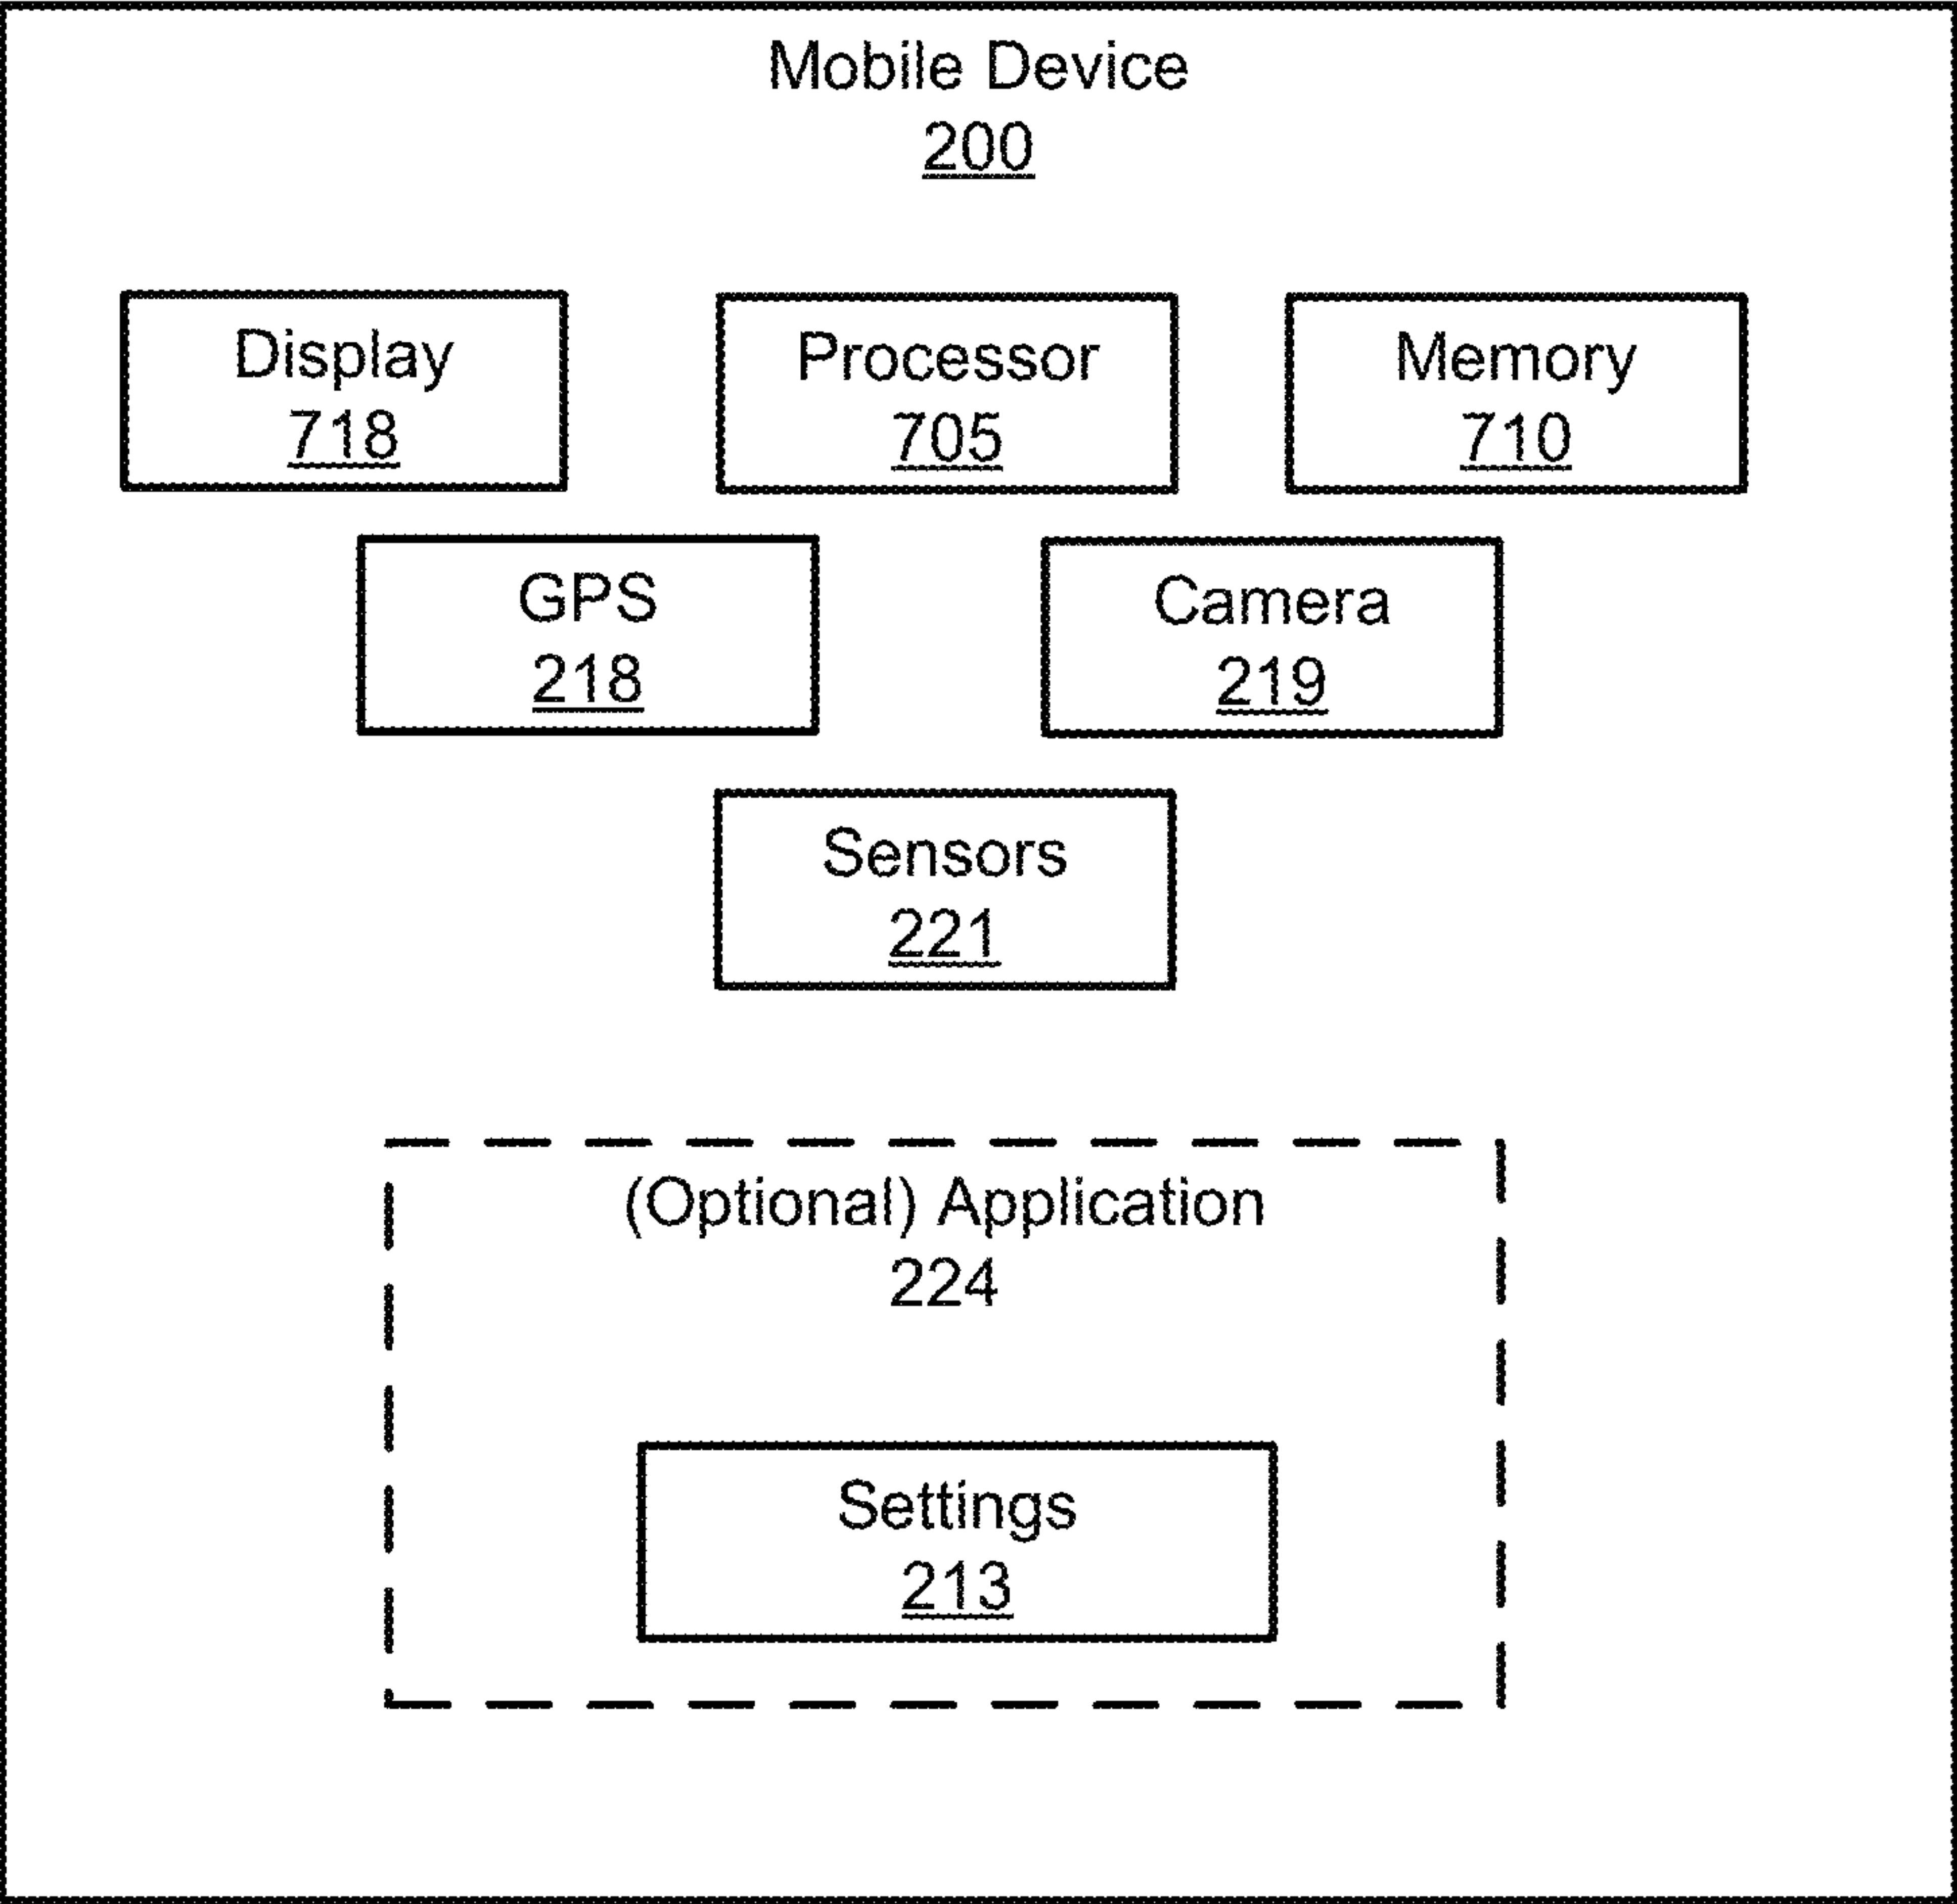 Mobile Device
200
Display
718
Processor
705
Memory
710
GPS
218
Camera
219
Sensors
221
(Optional) Application
224
Settings
213